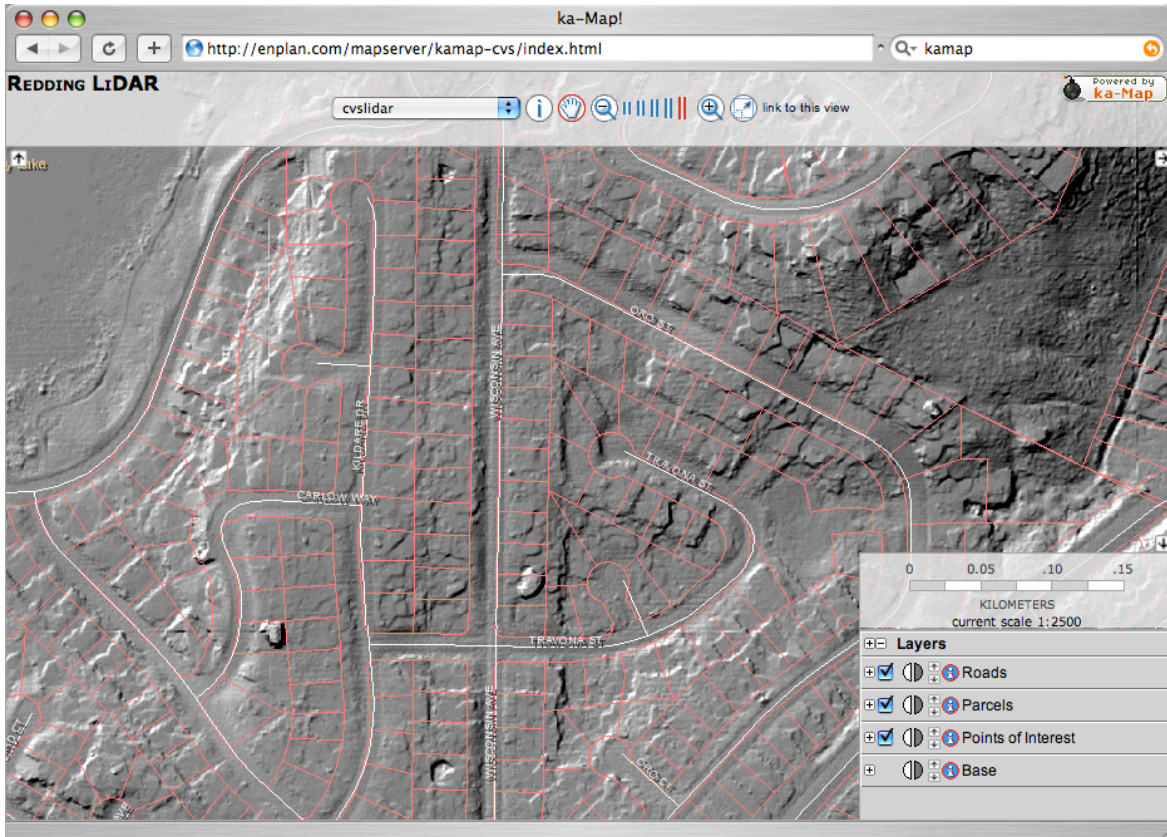 ka-Map!
http://enplan.com/mapserver/kamap-cvs/index.html
kamap
REDDING LIDAR
cvslidar
link to this view
Powered by
ka-Map
Lake
ORO ST
WISCONSIN AVE
KILDARE DR
TRAVONA ST
CARLOW WAY
TRAVONA ST
WISCONSIN AVE
ORO CT
CT
0 0.05 .10 .15
KILOMETERS
current scale 1:2500
Layers
Roads
Parcels
Points of Interest
Base